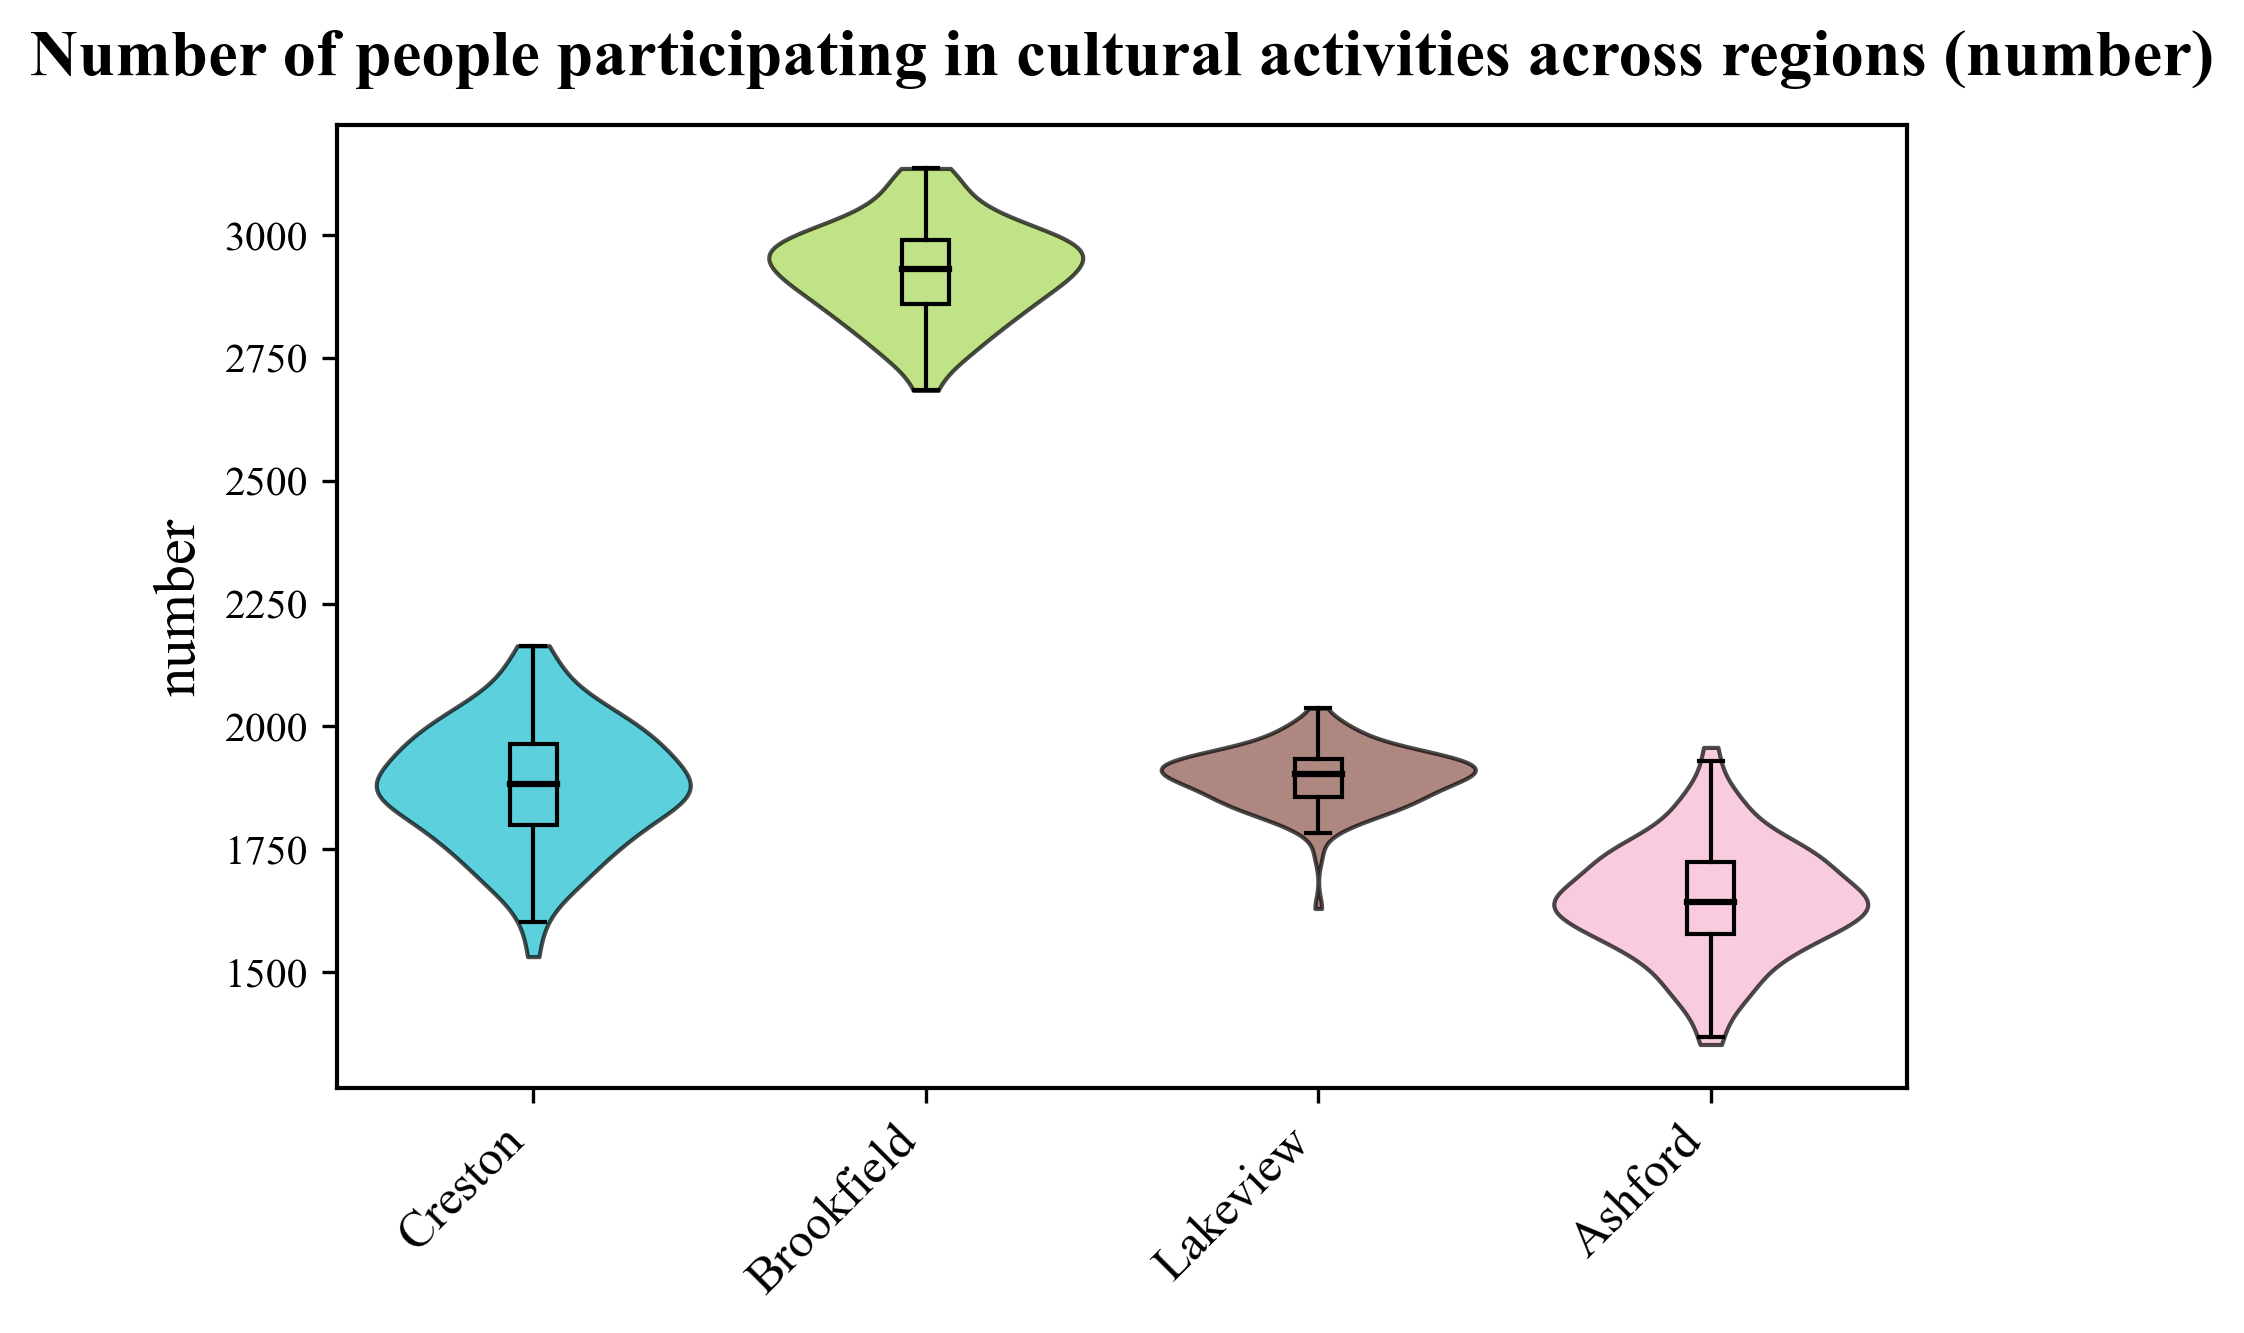 Number of people participating in cultural activities across regions (number)
number
3000
2750
2500
2250
2000
1750
1500
Creston
Brookfield
Lakeview
Ashford